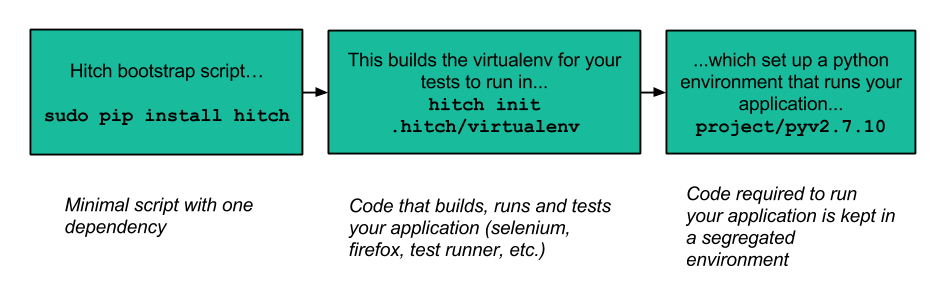 Hitch bootstrap script…
sudo pip install hitch
This builds the virtualenv for your
tests to run in...
hitch init
.hitch/virtualenv
...which set up a python
environment that runs your
application...
project/pyv2.7.10
Minimal script with one
dependency
Code that builds, runs and tests
your application (selenium,
firefox, test runner, etc.)
Code required to run
your application is kept in
a segregated
environment